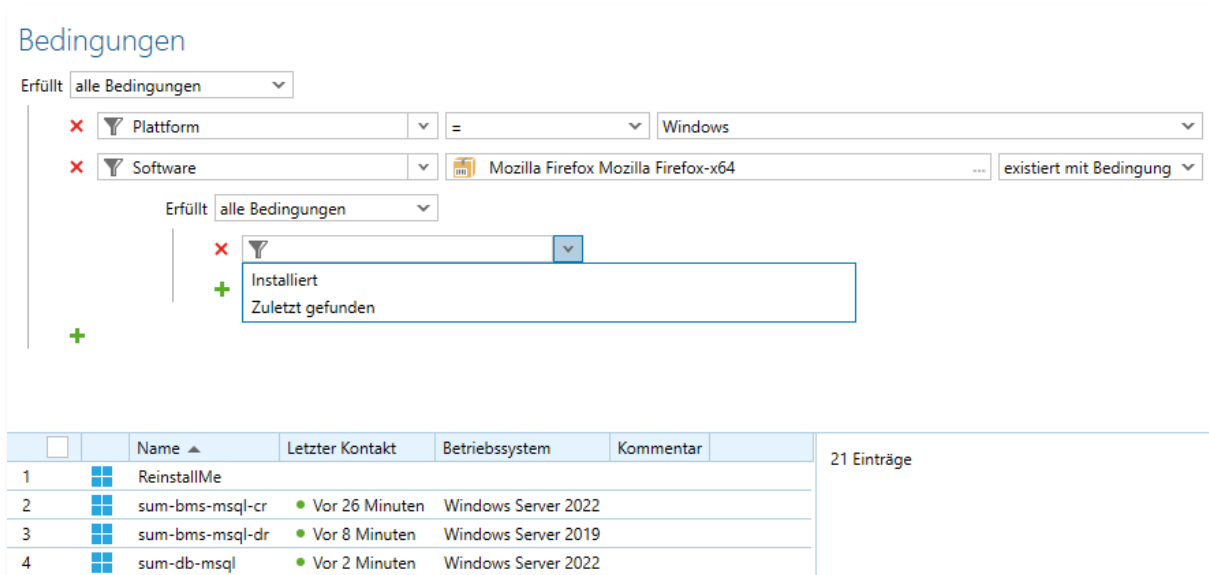 Bedingungen
Erfüllt alle Bedingungen
Plattform = Windows
Software Mozilla Firefox Mozilla Firefox-x64 ... existiert mit Bedingung
Erfüllt alle Bedingungen
Installiert
Zuletzt gefunden
Name Letzter Kontakt Betriebssystem Kommentar
21 Einträge
1 ReinstallMe
2 sum-bms-msql-cr Vor 26 Minuten Windows Server 2022
3 sum-bms-msql-dr Vor 8 Minuten Windows Server 2019
4 sum-db-msql Vor 2 Minuten Windows Server 2022